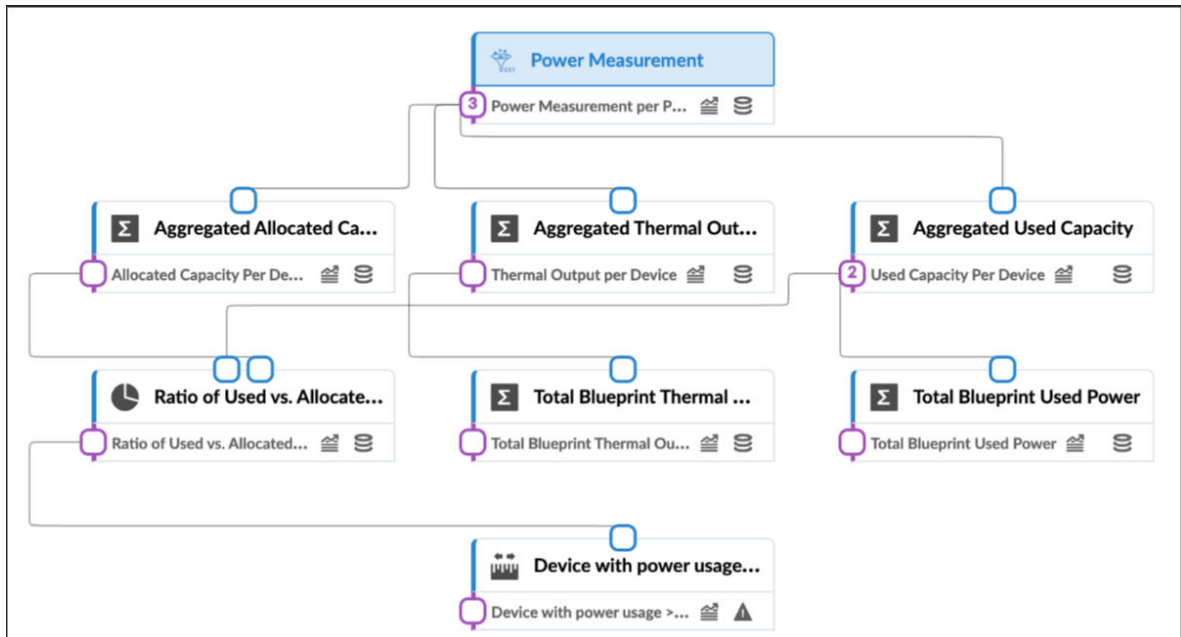 Power Measurement
3 Power Measurement per P...
Aggregated Allocated Ca...
Aggregated Thermal Out...
Aggregated Used Capacity
Allocated Capacity Per De...
Thermal Output per Device
2 Used Capacity Per Device
Ratio of Used vs. Allocate...
Total Blueprint Thermal ...
Total Blueprint Used Power
Ratio of Used vs. Allocated...
Total Blueprint Thermal Ou...
Total Blueprint Used Power
Device with power usage...
Device with power usage >...